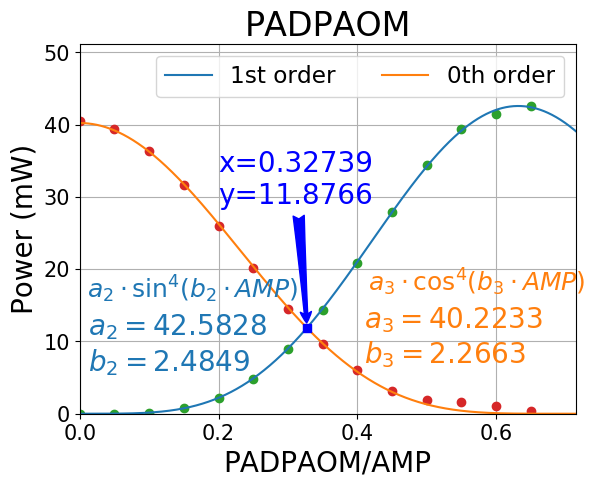 PADPAOM
1st order
0th order
x=0.32739
y=11.8766
a₂ · sin⁴(b₂ · AMP)
a₂ = 42.5828
b₂ = 2.4849
a₃ · cos⁴(b₃ · AMP)
a₃ = 40.2233
b₃ = 2.2663
Power (mW)
50
40
30
20
10
0
0.0
0.2
0.4
0.6
PADPAOM/AMP